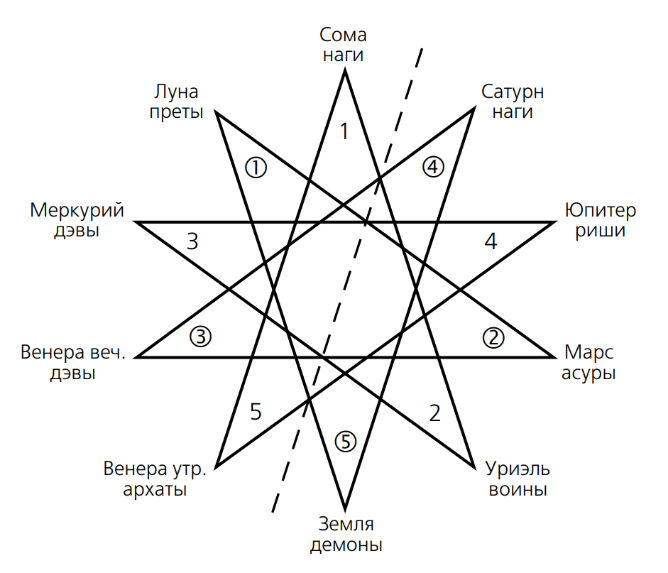 Сома
наги
Сатурн
наги
Луна
преты
1
①
④
Меркурий
дэвы
Юпитер
риши
3
4
③
②
Венера веч.
дэвы
Марс
асуры
5
2
⑤
Венера утр.
архаты
Уриэль
воины
Земля
демоны